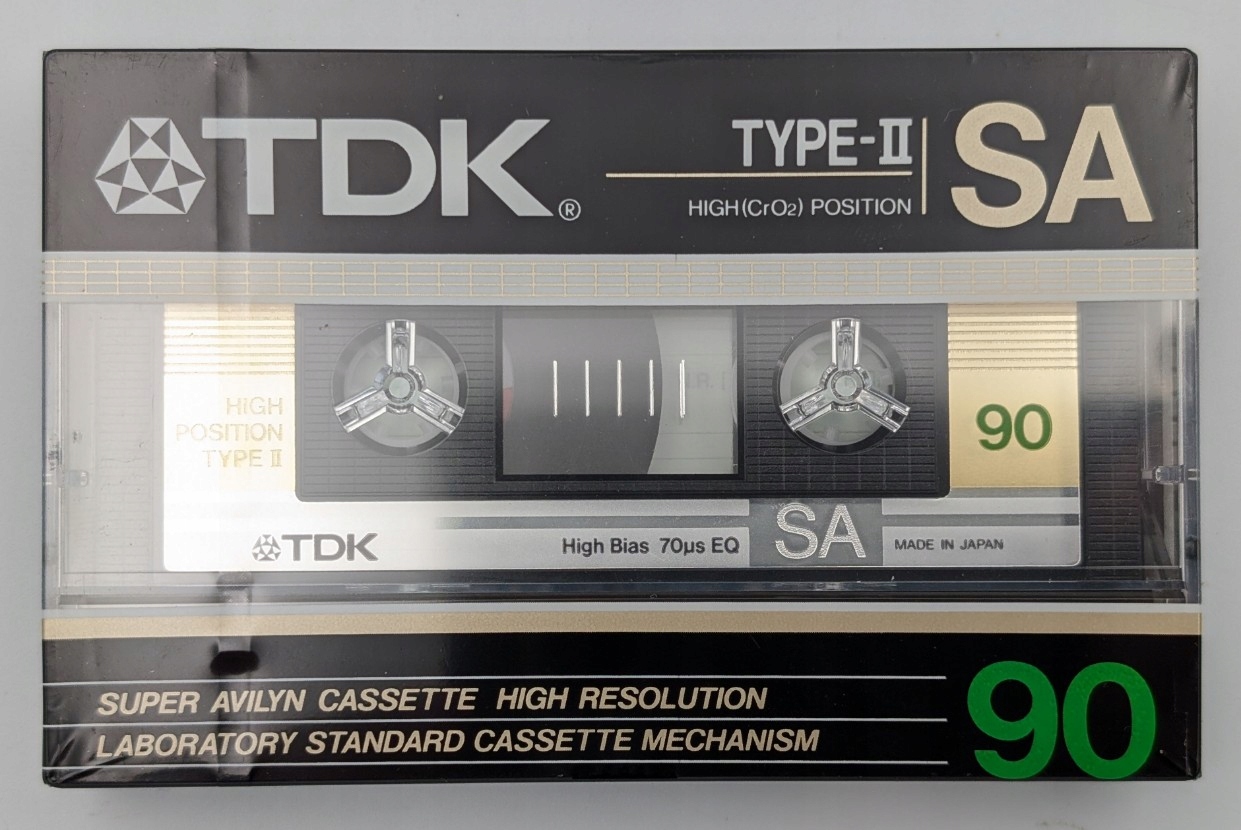 TDK®
TYPE-II
HIGH (CrO2) POSITION
SA
HIGH
POSITION
TYPE II
90
TDK
High Bias 70µs EQ
SA
MADE IN JAPAN
SUPER AVILYN CASSETTE HIGH RESOLUTION
LABORATORY STANDARD CASSETTE MECHANISM
90